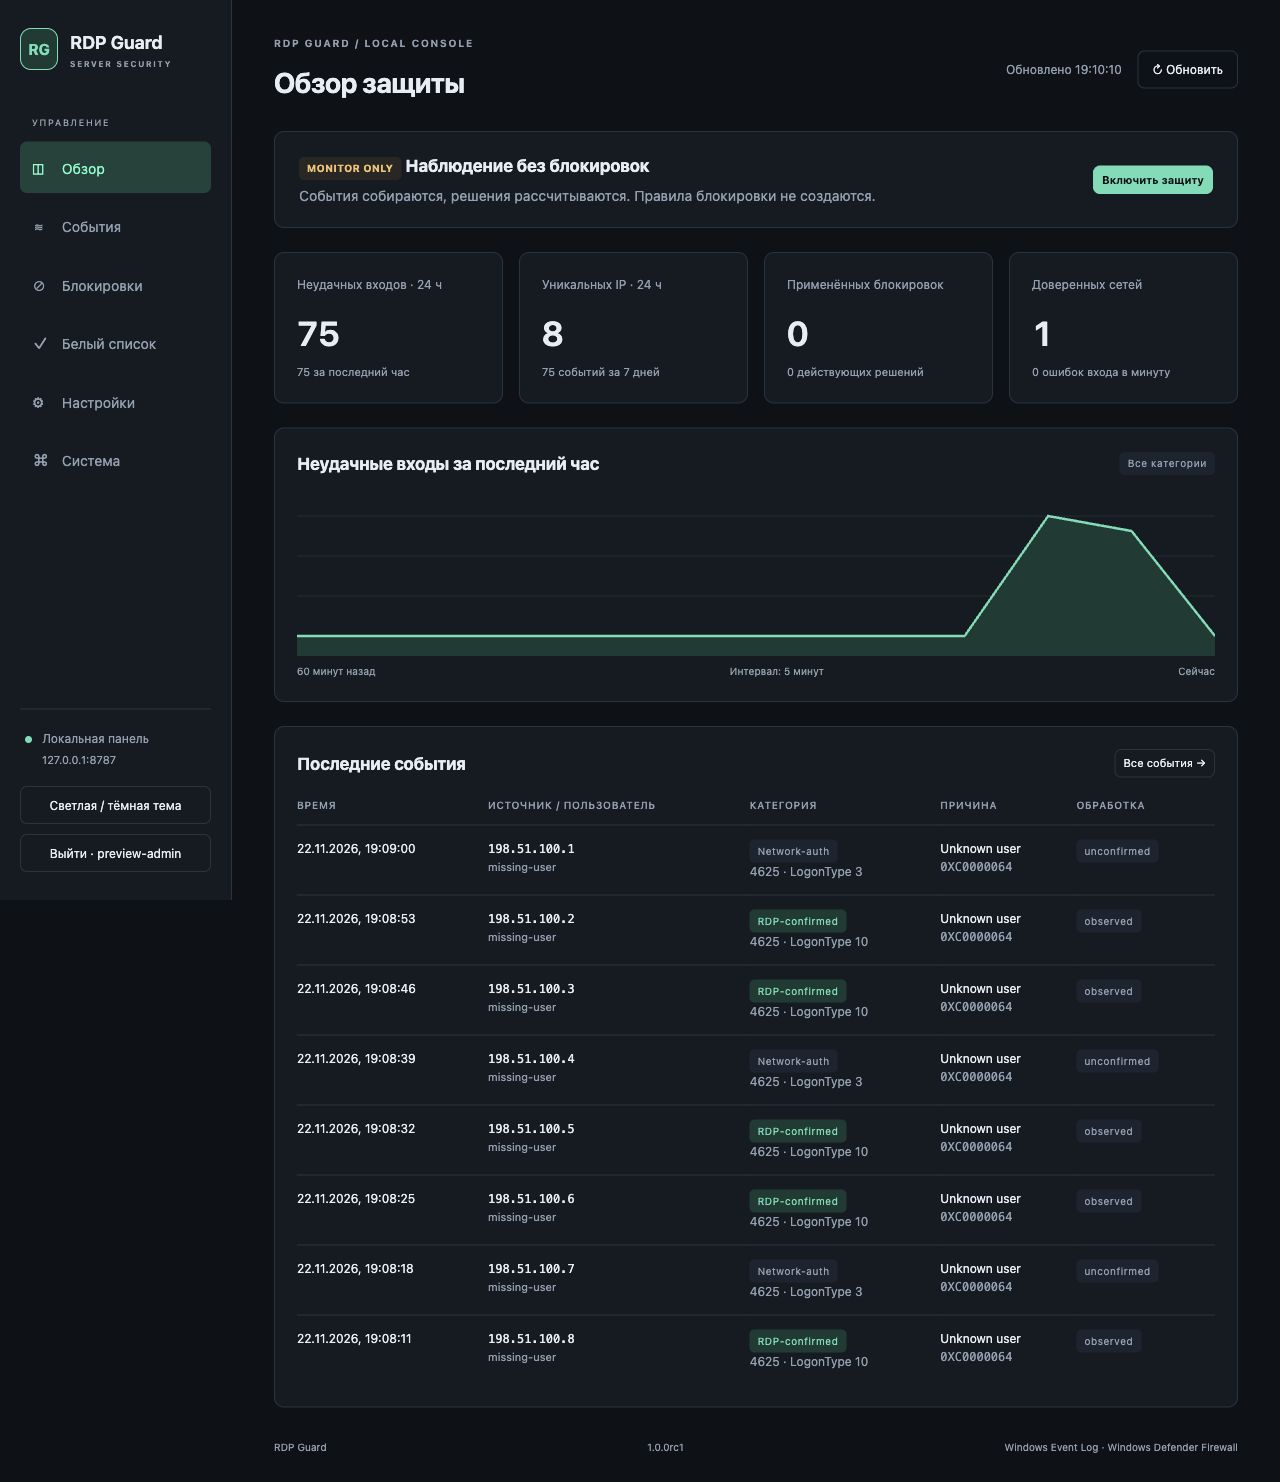 RG
RDP Guard
SERVER SECURITY
УПРАВЛЕНИЕ
Обзор
События
Блокировки
Белый список
Настройки
Система
Локальная панель
127.0.0.1:8787
Светлая / тёмная тема
Выйти · preview-admin
RDP GUARD / LOCAL CONSOLE
Обзор защиты
Обновлено 19:10:10
↻ Обновить
MONITOR ONLY Наблюдение без блокировок
События собираются, решения рассчитываются. Правила блокировки не создаются.
Включить защиту
Неудачных входов · 24 ч
75
75 за последний час
Уникальных IP · 24 ч
8
75 событий за 7 дней
Применённых блокировок
0
0 действующих решений
Доверенных сетей
1
0 ошибок входа в минуту
Неудачные входы за последний час
Все категории
60 минут назад
Интервал: 5 минут
Сейчас
Последние события
Все события →
ВРЕМЯ ИСТОЧНИК / ПОЛЬЗОВАТЕЛЬ КАТЕГОРИЯ ПРИЧИНА ОБРАБОТКА
22.11.2026, 19:09:00 198.51.100.1 Network-auth Unknown user unconfirmed
missing-user 4625 · LogonType 3 0XC0000064
22.11.2026, 19:08:53 198.51.100.2 RDP-confirmed Unknown user observed
missing-user 4625 · LogonType 10 0XC0000064
22.11.2026, 19:08:46 198.51.100.3 RDP-confirmed Unknown user observed
missing-user 4625 · LogonType 10 0XC0000064
22.11.2026, 19:08:39 198.51.100.4 Network-auth Unknown user unconfirmed
missing-user 4625 · LogonType 3 0XC0000064
22.11.2026, 19:08:32 198.51.100.5 RDP-confirmed Unknown user observed
missing-user 4625 · LogonType 10 0XC0000064
22.11.2026, 19:08:25 198.51.100.6 RDP-confirmed Unknown user observed
missing-user 4625 · LogonType 10 0XC0000064
22.11.2026, 19:08:18 198.51.100.7 Network-auth Unknown user unconfirmed
missing-user 4625 · LogonType 3 0XC0000064
22.11.2026, 19:08:11 198.51.100.8 RDP-confirmed Unknown user observed
missing-user 4625 · LogonType 10 0XC0000064
RDP Guard
1.0.0rc1
Windows Event Log · Windows Defender Firewall